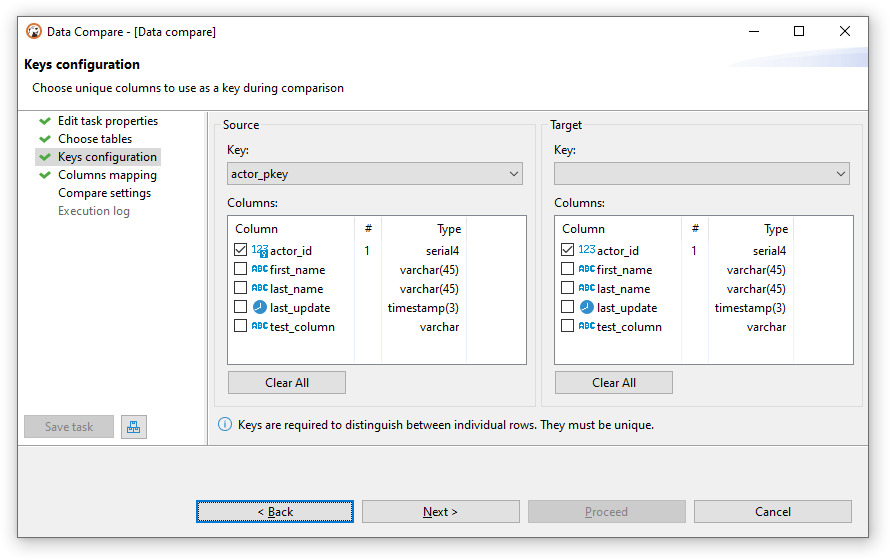 Data Compare - [Data compare]
Keys configuration
Choose unique columns to use as a key during comparison
Edit task properties
Choose tables
Keys configuration
Columns mapping
Compare settings
Execution log
Save task
Source
Key:
actor_pkey
Columns:
Column # Type
123 actor_id 1 serial4
ABC first_name varchar(45)
ABC last_name varchar(45)
last_update timestamp(3)
ABC test_column varchar
Clear All
Target
Key:
Columns:
Column # Type
123 actor_id 1 serial4
ABC first_name varchar(45)
ABC last_name varchar(45)
last_update timestamp(3)
ABC test_column varchar
Clear All
Keys are required to distinguish between individual rows. They must be unique.
< Back Next > Proceed Cancel